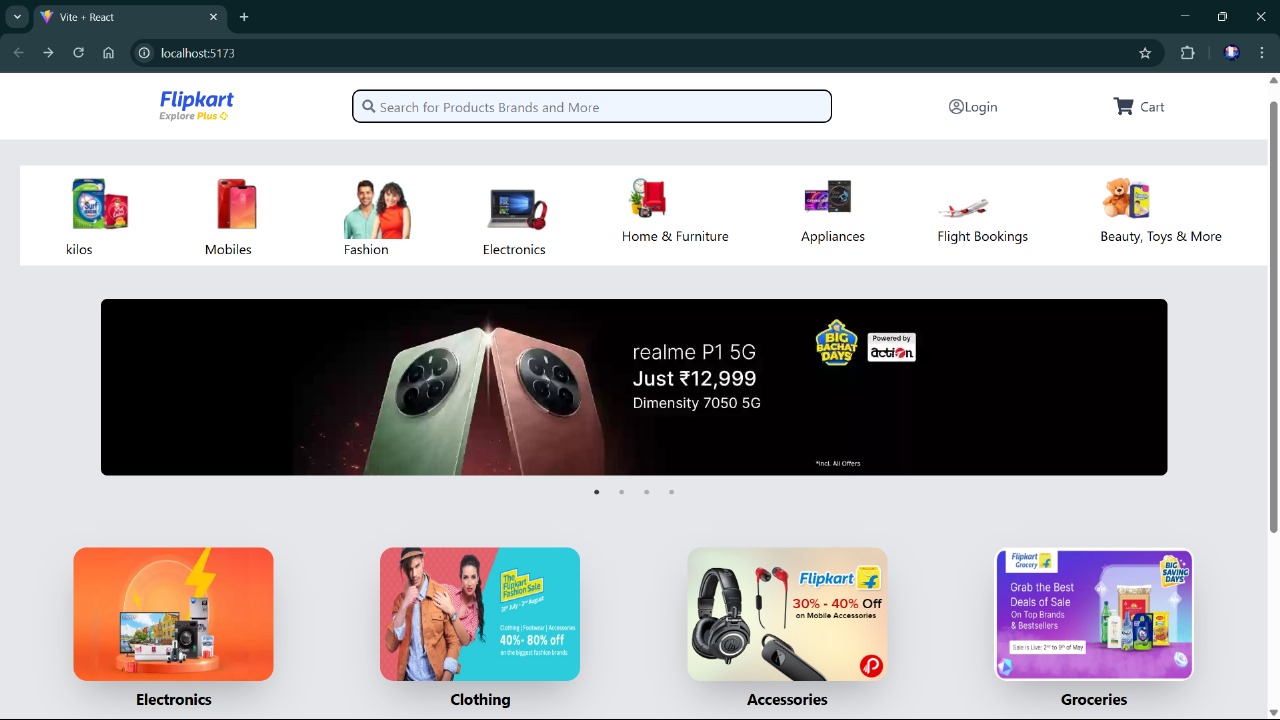 Vite + React
localhost:5173
Flipkart
Explore Plus
Search for Products Brands and More
Login
Cart
Surf
kilos
Mobiles
Fashion
Electronics
Home & Furniture
Appliances
Flight Bookings
Beauty, Toys & More
realme P1 5G
Just ₹12,999
Dimensity 7050 5G
BIG
BACHAT
DAYS
Powered by
action
*Incl. All Offers
The
Flipkart
Fashion Sale
Clothing | Footwear | Accessories
40%- 80% off
on the biggest fashion brands
Flipkart
30% - 40% Off
on Mobile Accessories
Flipkart
Grocery
BIG
SAVING
DAYS
Grab the Best
Deals of Sale
On Top Brands
& Bestsellers
Sale is Live: 2nd to 9th of May
Electronics
Clothing
Accessories
Groceries